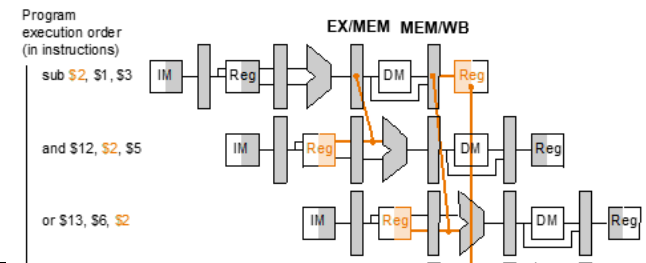 Program
execution order
(in instructions)
EX/MEM MEM/WB
sub $2, $1, $3
IM
Reg
DM
Reg
and $12, $2, $5
IM
Reg
DM
Reg
or $13, $6, $2
IM
Reg
DM
Reg